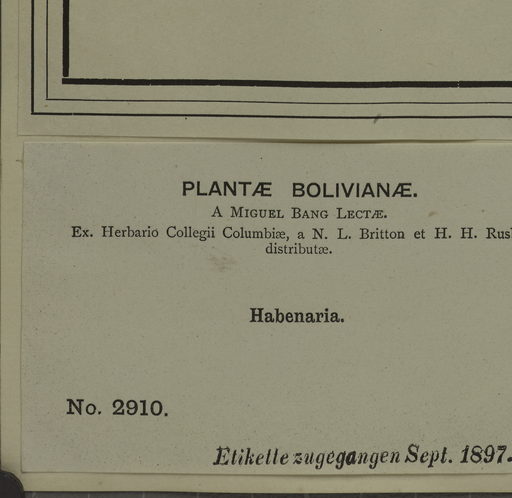 PLANTÆ BOLIVIANÆ.
A MIGUEL BANG LECTÆ.
Ex. Herbario Collegii Columbiæ, a N. L. Britton et H. H.
distributæ.
Habenaria.
No. 2910.
Etikette zugegangen Sept. 1897.